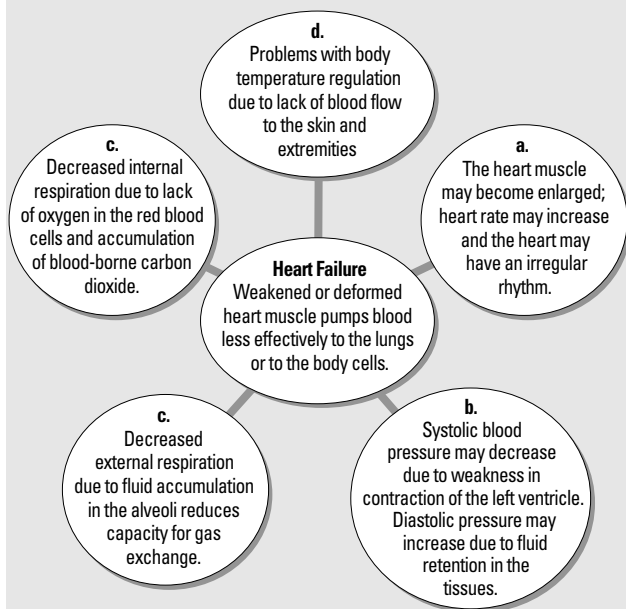 d.
Problems with body
temperature regulation
due to lack of blood flow
to the skin and
extremities
c.
Decreased internal
respiration due to lack
of oxygen in the red blood
cells and accumulation
of blood-borne carbon
dioxide.
a.
The heart muscle
may become enlarged;
heart rate may increase
and the heart may
have an irregular
rhythm.
Heart Failure
Weakened or deformed
heart muscle pumps blood
less effectively to the lungs
or to the body cells.
c.
Decreased
external respiration
due to fluid accumulation
in the alveoli reduces
capacity for gas
exchange.
b.
Systolic blood
pressure may decrease
due to weakness in
contraction of the left ventricle.
Diastolic pressure may
increase due to fluid
retention in the
tissues.